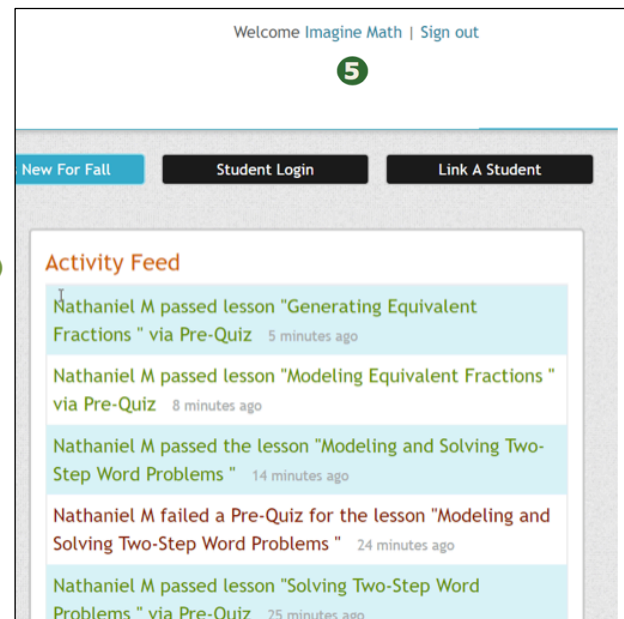 Welcome Imagine Math | Sign out
5
New For Fall
Student Login
Link A Student
Activity Feed
Nathaniel M passed lesson "Generating Equivalent
Fractions " via Pre-Quiz 5 minutes ago
Nathaniel M passed lesson "Modeling Equivalent Fractions "
via Pre-Quiz 8 minutes ago
Nathaniel M passed the lesson "Modeling and Solving Two-
Step Word Problems " 14 minutes ago
Nathaniel M failed a Pre-Quiz for the lesson "Modeling and
Solving Two-Step Word Problems " 24 minutes ago
Nathaniel M passed lesson "Solving Two-Step Word
Problems " via Pre-Quiz 25 minutes ago